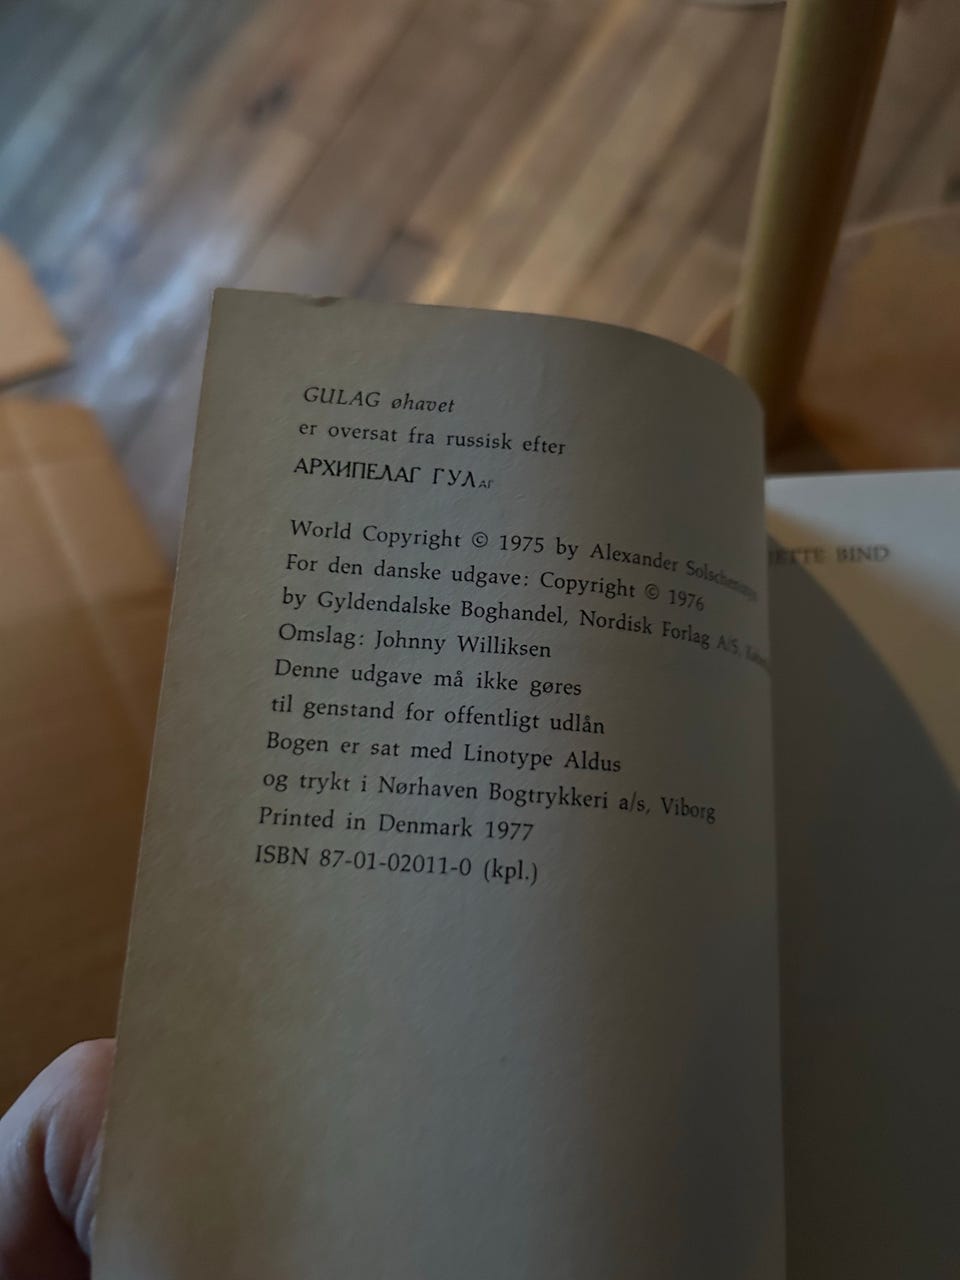 GULAG øhavet
er oversat fra russisk efter
АРХИПЕЛАГ ГУЛаг
World Copyright © 1975 by Alexander
For den danske udgave: Copyright © 1976
by Gyldendalske Boghandel, Nordisk Forlag A/S,
Omslag: Johnny Williksen
Denne udgave må ikke gøres
til genstand for offentligt udlån
Bogen er sat med Linotype Aldus
og trykt i Nørhaven Bogtrykkeri a/s, Viborg
Printed in Denmark 1977
ISBN 87-01-02011-0 (kpl.)
BIND